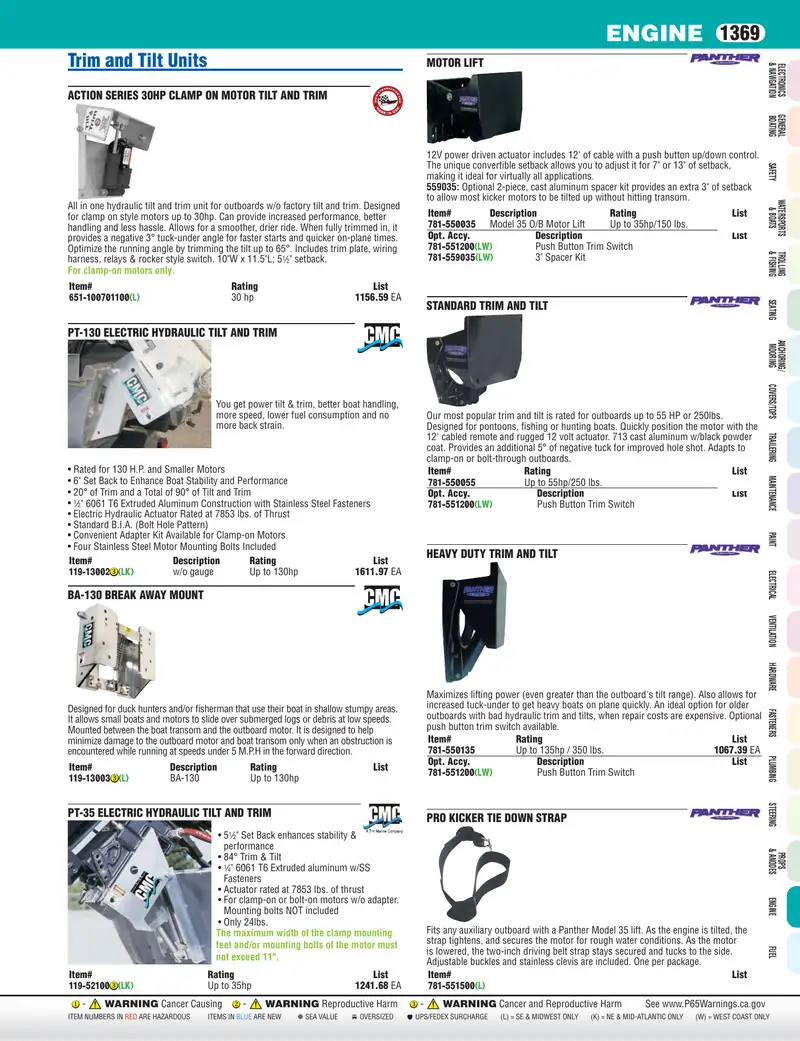 ENGINE 1369
Trim and Tilt Units
ACTION SERIES 30HP CLAMP ON MOTOR TILT AND TRIM
All in one hydraulic tilt and trim unit for outboards w/o factory tilt and trim. Designed
for clamp on style motors up to 30hp. Can provide increased performance, better
handling and less hassle. Allows for a smoother, drier ride. When fully trimmed in, it
provides a negative 3° tuck-under angle for faster starts and quicker on-plane times.
Optimize the running angle by trimming the tilt up to 65°. Includes trim plate, wiring
harness, relays & rocker style switch. 10"W x 11.5"L; 5½" setback.
For clamp-on motors only.
Item# Rating List
651-100701100(L) 30 hp 1156.59 EA
PT-130 ELECTRIC HYDRAULIC TILT AND TRIM
CMC
CMC
You get power tilt & trim, better boat handling,
more speed, lower fuel consumption and no
more back strain.
• Rated for 130 H.P. and Smaller Motors
• 6" Set Back to Enhance Boat Stability and Performance
• 20° of Trim and a Total of 90° of Tilt and Trim
• ½" 6061 T6 Extruded Aluminum Construction with Stainless Steel Fasteners
• Electric Hydraulic Actuator Rated at 7853 lbs. of Thrust
• Standard B.I.A. (Bolt Hole Pattern)
• Convenient Adapter Kit Available for Clamp-on Motors
• Four Stainless Steel Motor Mounting Bolts Included
Item# Description Rating List
119-13002 3 (LK) w/o gauge Up to 130hp 1611.97 EA
BA-130 BREAK AWAY MOUNT
CMC
CMC
Designed for duck hunters and/or fisherman that use their boat in shallow stumpy areas.
It allows small boats and motors to slide over submerged logs or debris at low speeds.
Mounted between the boat transom and the outboard motor. It is designed to help
minimize damage to the outboard motor and boat transom only when an obstruction is
encountered while running at speeds under 5 M.P.H in the forward direction.
Item# Description Rating List
119-13003 3 (L) BA-130 Up to 130hp
PT-35 ELECTRIC HYDRAULIC TILT AND TRIM
CMC
A T-H Marine Company
CMC
• 5½" Set Back enhances stability &
performance
• 84° Trim & Tilt
• ¼" 6061 T6 Extruded aluminum w/SS
Fasteners
• Actuator rated at 7853 lbs. of thrust
• For clamp-on or bolt-on motors w/o adapter.
Mounting bolts NOT included
• Only 24lbs.
The maximum width of the clamp mounting
feet and/or mounting bolts of the motor must
not exceed 11".
Item# Rating List
119-52100 3 (LK) Up to 35hp 1241.68 EA
MOTOR LIFT
PANTHER
12V power driven actuator includes 12' of cable with a push button up/down control.
The unique convertible setback allows you to adjust it for 7" or 13" of setback,
making it ideal for virtually all applications.
559035: Optional 2-piece, cast aluminum spacer kit provides an extra 3" of setback
to allow most kicker motors to be tilted up without hitting transom.
Item# Description Rating List
781-550035 Model 35 O/B Motor Lift Up to 35hp/150 lbs.
Opt. Accy. Description List
781-551200(LW) Push Button Trim Switch
781-559035(LW) 3" Spacer Kit
STANDARD TRIM AND TILT
PANTHER
Our most popular trim and tilt is rated for outboards up to 55 HP or 250lbs.
Designed for pontoons, fishing or hunting boats. Quickly position the motor with the
12' cabled remote and rugged 12 volt actuator. 713 cast aluminum w/black powder
coat. Provides an additional 5° of negative tuck for improved hole shot. Adapts to
clamp-on or bolt-through outboards.
Item# Rating List
781-550055 Up to 55hp/250 lbs.
Opt. Accy. Description List
781-551200(LW) Push Button Trim Switch
HEAVY DUTY TRIM AND TILT
PANTHER
Maximizes lifting power (even greater than the outboard's tilt range). Also allows for
increased tuck-under to get heavy boats on plane quickly. An ideal option for older
outboards with bad hydraulic trim and tilts, when repair costs are expensive. Optional
push button trim switch available.
Item# Rating List
781-550135 Up to 135hp / 350 lbs. 1067.39 EA
Opt. Accy. Description List
781-551200(LW) Push Button Trim Switch
PRO KICKER TIE DOWN STRAP
PANTHER
Fits any auxiliary outboard with a Panther Model 35 lift. As the engine is tilted, the
strap tightens, and secures the motor for rough water conditions. As the motor
is lowered, the two-inch driving belt strap stays secured and tucks to the side.
Adjustable buckles and stainless clevis are included. One per package.
Item# List
781-551500(L)
ELECTRONICS
& NAVIGATION
GENERAL
BOATING
SAFETY
WATERSPORTS
& BOATS
TROLLING
& FISHING
SEATING
ANCHORING/
MOORING
COVERS/TOPS
TRAILERING
MAINTENANCE
PAINT
ELECTRICAL
VENTILATION
HARDWARE
FASTENERS
PLUMBING
STEERING
PROPS
& ANODES
ENGINE
FUEL
1 - WARNING Cancer Causing 2 - WARNING Reproductive Harm 3 - WARNING Cancer and Reproductive Harm See www.P65Warnings.ca.gov
ITEM NUMBERS IN RED ARE HAZARDOUS ITEMS IN BLUE ARE NEW SEA VALUE OVERSIZED UPS/FEDEX SURCHARGE (L) = SE & MIDWEST ONLY (K) = NE & MID-ATLANTIC ONLY (W) = WEST COAST ONLY